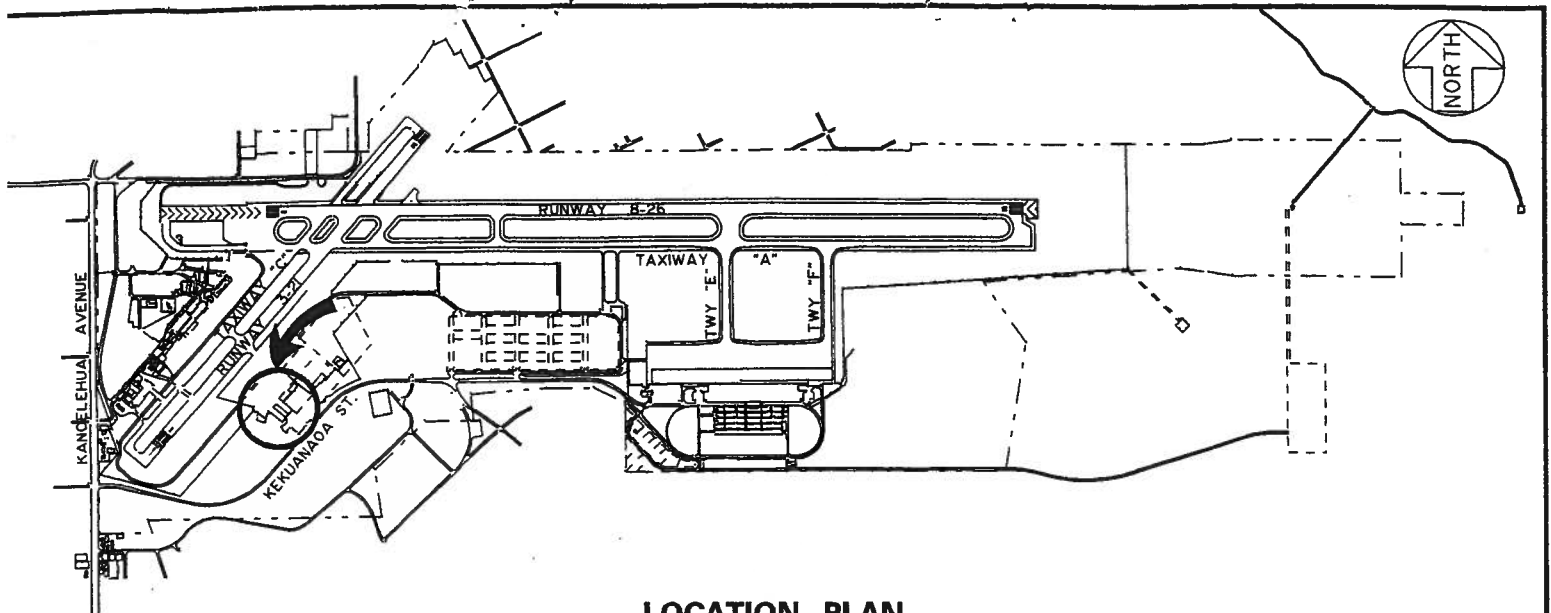 NORTH
RUNWAY 8-26
TAXIWAY "A"
TAXIWAY "C"
RUNWAY 3-21
TWY "E"
TWY "F"
KANOELEHUA AVENUE
KEKUANAOA ST.
LOCATION PLAN